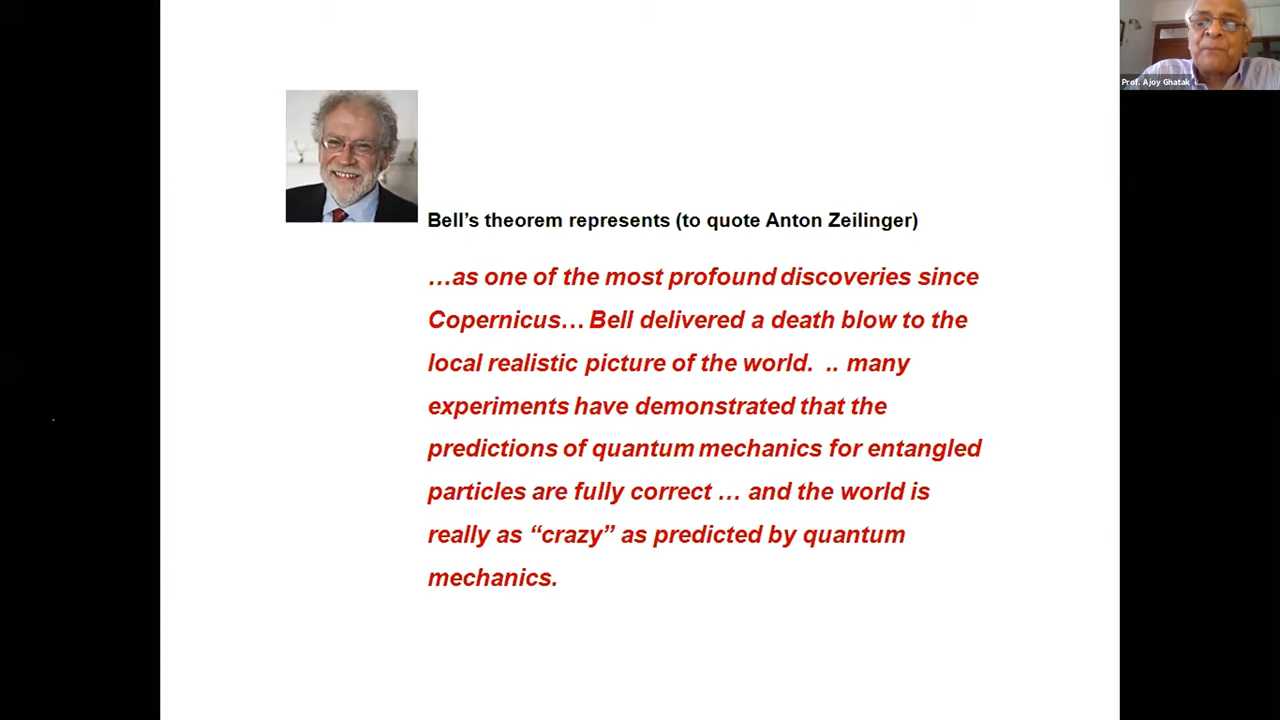 Prof. Ajoy Ghatak
Bell’s theorem represents (to quote Anton Zeilinger)
…as one of the most profound discoveries since
Copernicus… Bell delivered a death blow to the
local realistic picture of the world.  .. many
experiments have demonstrated that the
predictions of quantum mechanics for entangled
particles are fully correct … and the world is
really as “crazy” as predicted by quantum
mechanics.